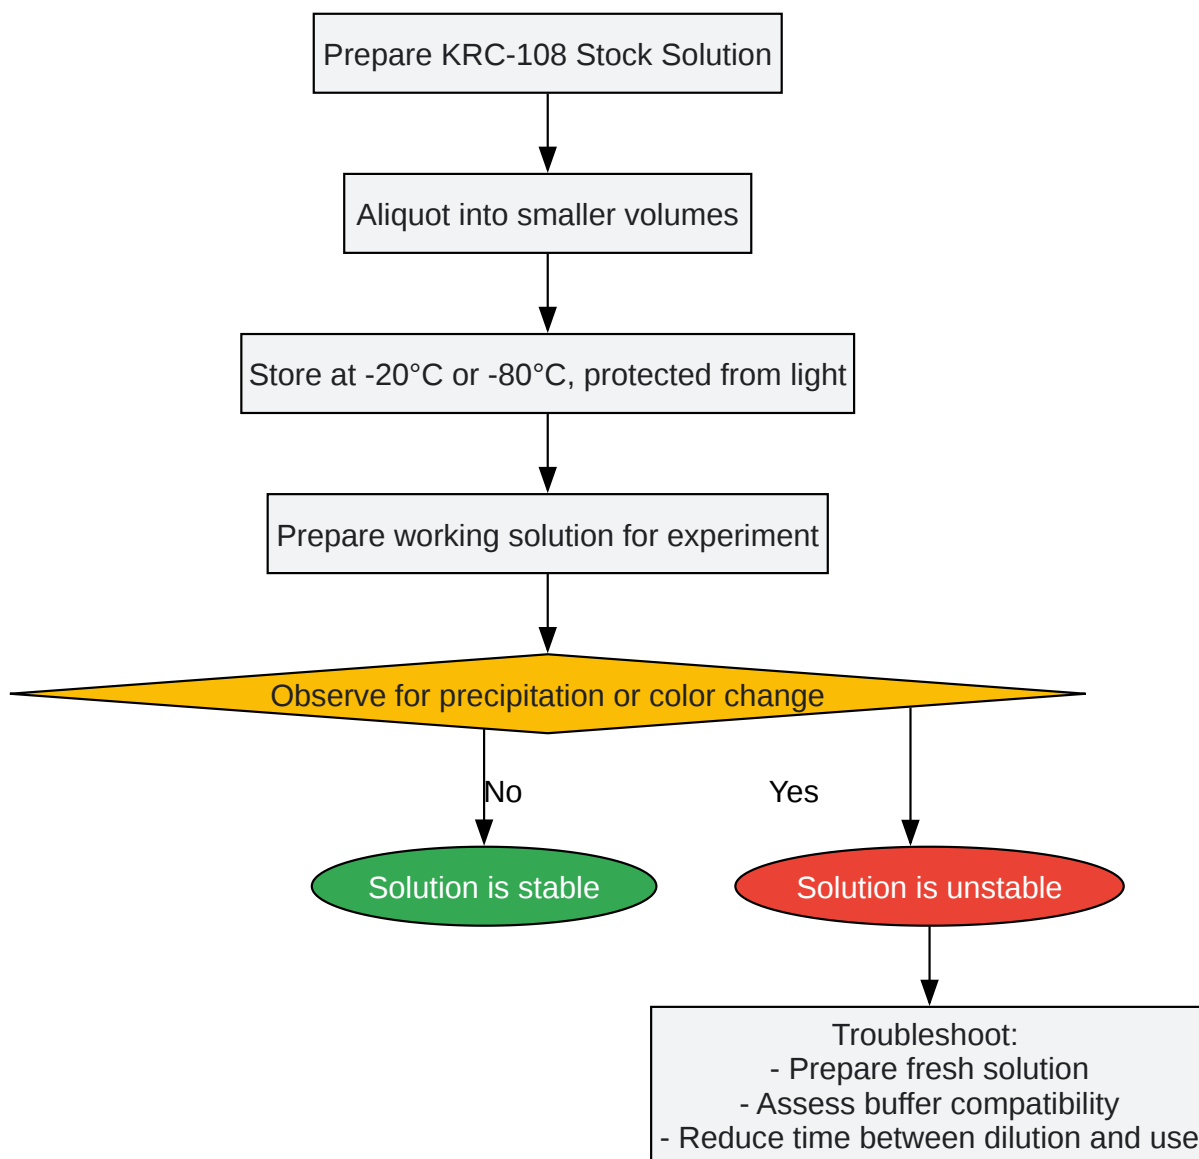 Prepare KRC-108 Stock Solution
Aliquot into smaller volumes
Store at -20°C or -80°C, protected from light
Prepare working solution for experiment
Observe for precipitation or color change
No
Yes
Solution is stable
Solution is unstable
Troubleshoot:
- Prepare fresh solution
- Assess buffer compatibility
- Reduce time between dilution and use